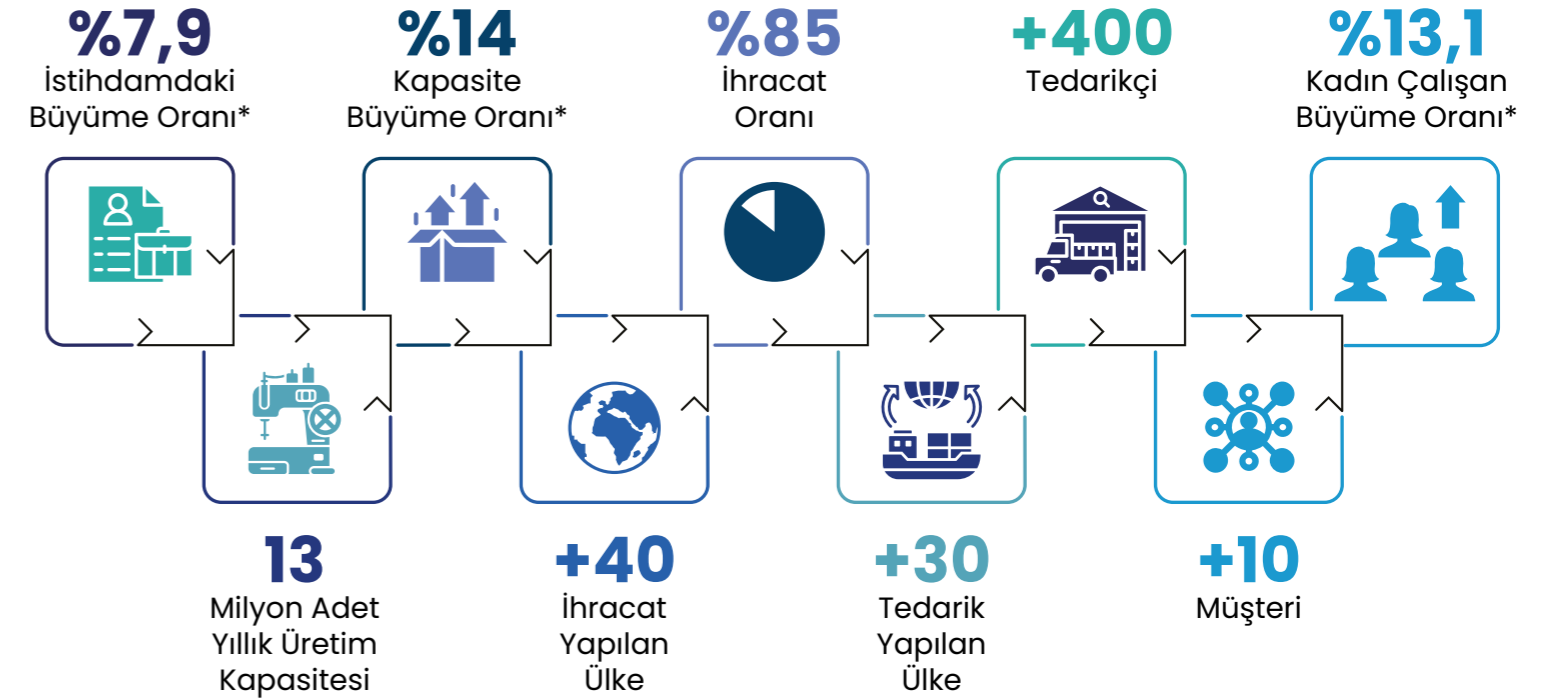 %7,9
İstihdamdaki
Büyüme Oranı*
%14
Kapasite
Büyüme Oranı*
%85
İhracat
Oranı
+400
Tedarikçi
%13,1
Kadın Çalışan
Büyüme Oranı*
13
Milyon Adet
Yıllık Üretim
Kapasitesi
+40
İhracat
Yapılan
Ülke
+30
Tedarik
Yapılan
Ülke
+10
Müşteri